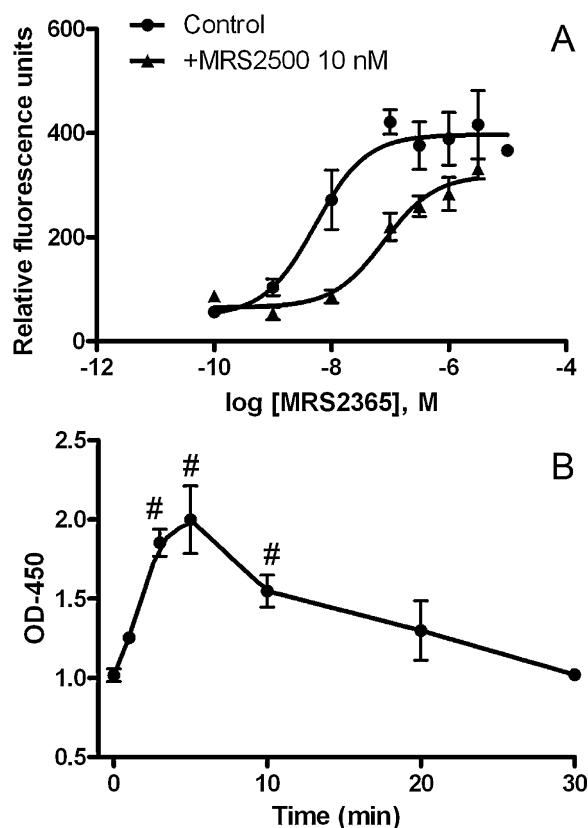 Control
+MRS2500 10 nM
A
Relative fluorescence units
600
400
200
0
-12
-10
-8
-6
-4
log [MRS2365], M
B
OD-450
2.5
2.0
1.5
1.0
0.5
#
#
#
0
10
20
30
Time (min)